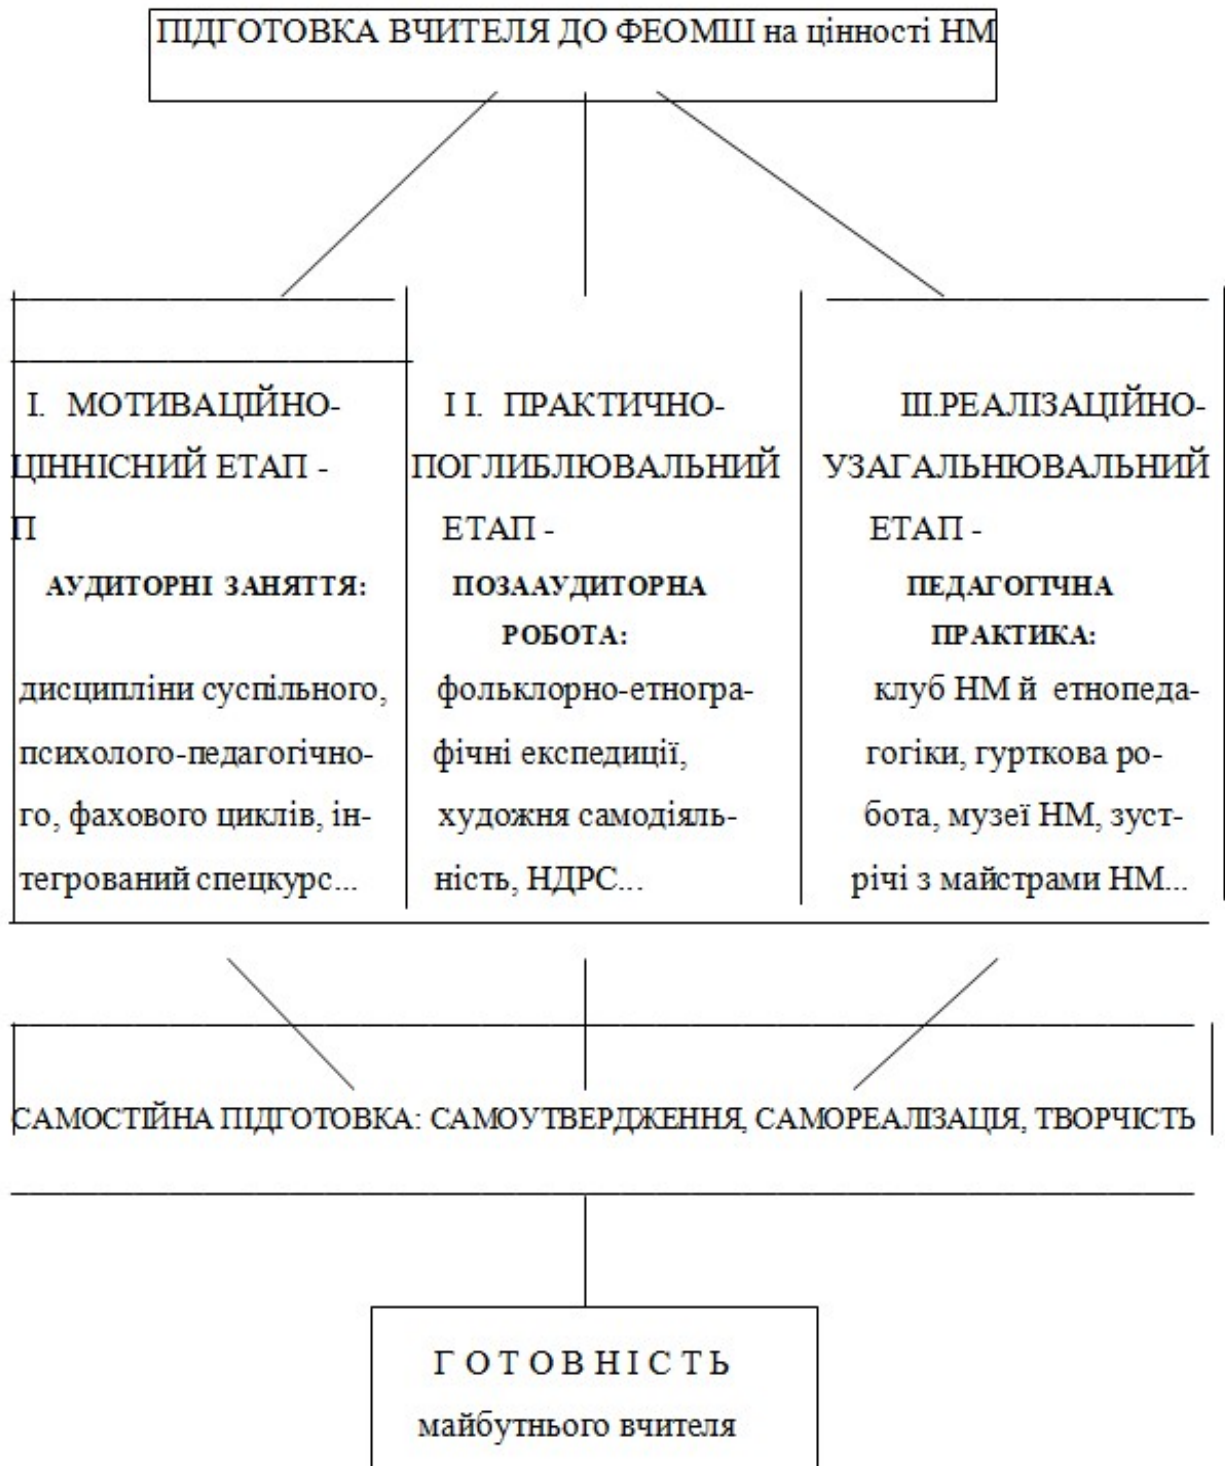 ПІДГОТОВКА ВЧИТЕЛЯ ДО ФЕОМШ на цінності НМ
І. МОТИВАЦІЙНО-
ЦІННІСНИЙ ЕТАП -
П
АУДИТОРНІ ЗАНЯТТЯ:
дисципліни суспільного,
психолого-педагогічно-
го, фахового циклів, ін-
тегрований спецкурс...
І І. ПРАКТИЧНО-
ПОГЛИБЛЮВАЛЬНИЙ
ЕТАП -
ПОЗААУДИТОРНА
РОБОТА:
фольклорно-етногра-
фічні експедиції,
художня самодіяль-
ність, НДРС...
ІІІ.РЕАЛІЗАЦІЙНО-
УЗАГАЛЬНЮВАЛЬНИЙ
ЕТАП -
ПЕДАГОГІЧНА
ПРАКТИКА:
клуб НМ й етнопеда-
гогіки, гурткова ро-
бота, музеї НМ, зуст-
річі з майстрами НМ...
САМОСТІЙНА ПІДГОТОВКА: САМОУТВЕРДЖЕННЯ, САМОРЕАЛІЗАЦІЯ, ТВОРЧІСТЬ
Г О Т О В Н І С Т Ь
майбутнього вчителя